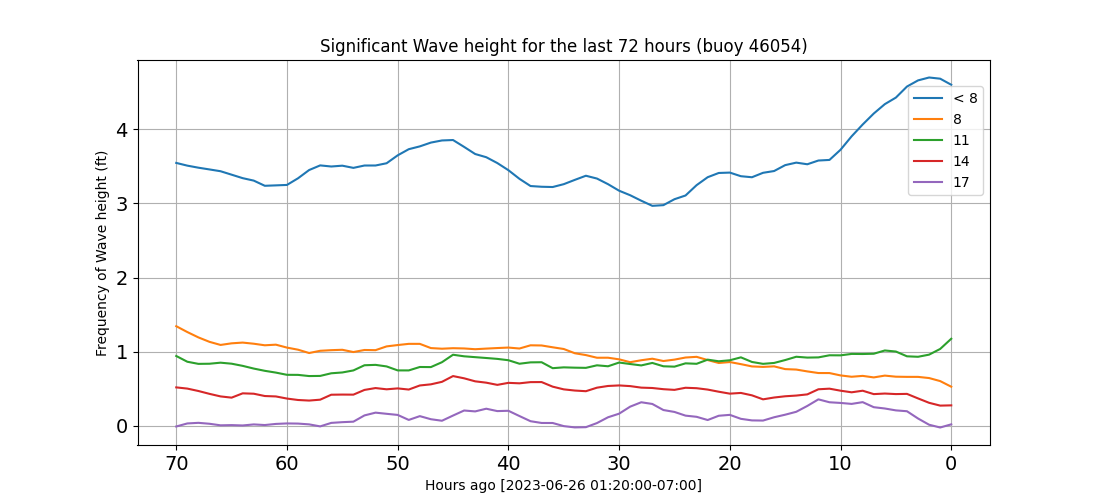 Significant Wave height for the last 72 hours (buoy 46054)
Frequency of Wave height (ft)
4
3
2
1
0
< 8
8
11
14
17
70 60 50 40 30 20 10 0
Hours ago [2023-06-26 01:20:00-07:00]